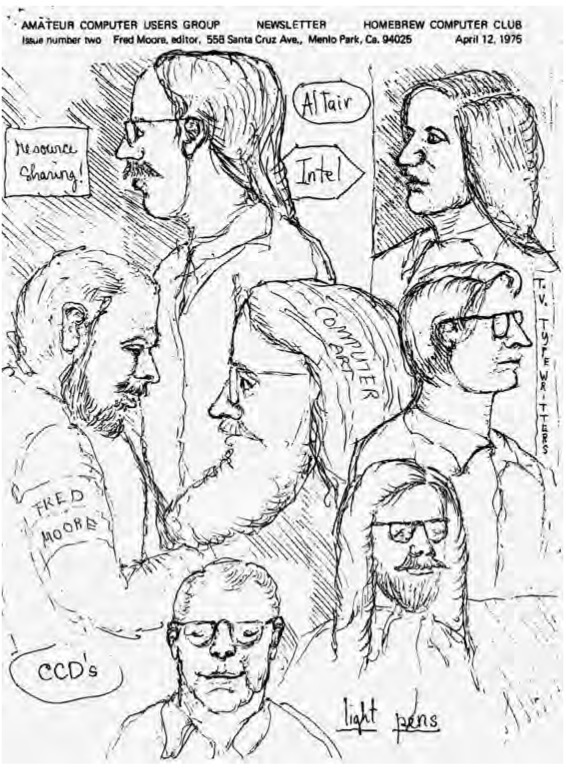 AMATEUR COMPUTER USERS GROUP NEWSLETTER HOMEBREW COMPUTER CLUB
Issue number two Fred Moore, editor, 558 Santa Cruz Ave., Menlo Park, Ca. 94025 April 12, 1975
Altair
Resource
Sharing!
Intel
T.V. TYPEWRITTERS
COMPUTER
ART
FRED
MOORE
CCD's
light pens